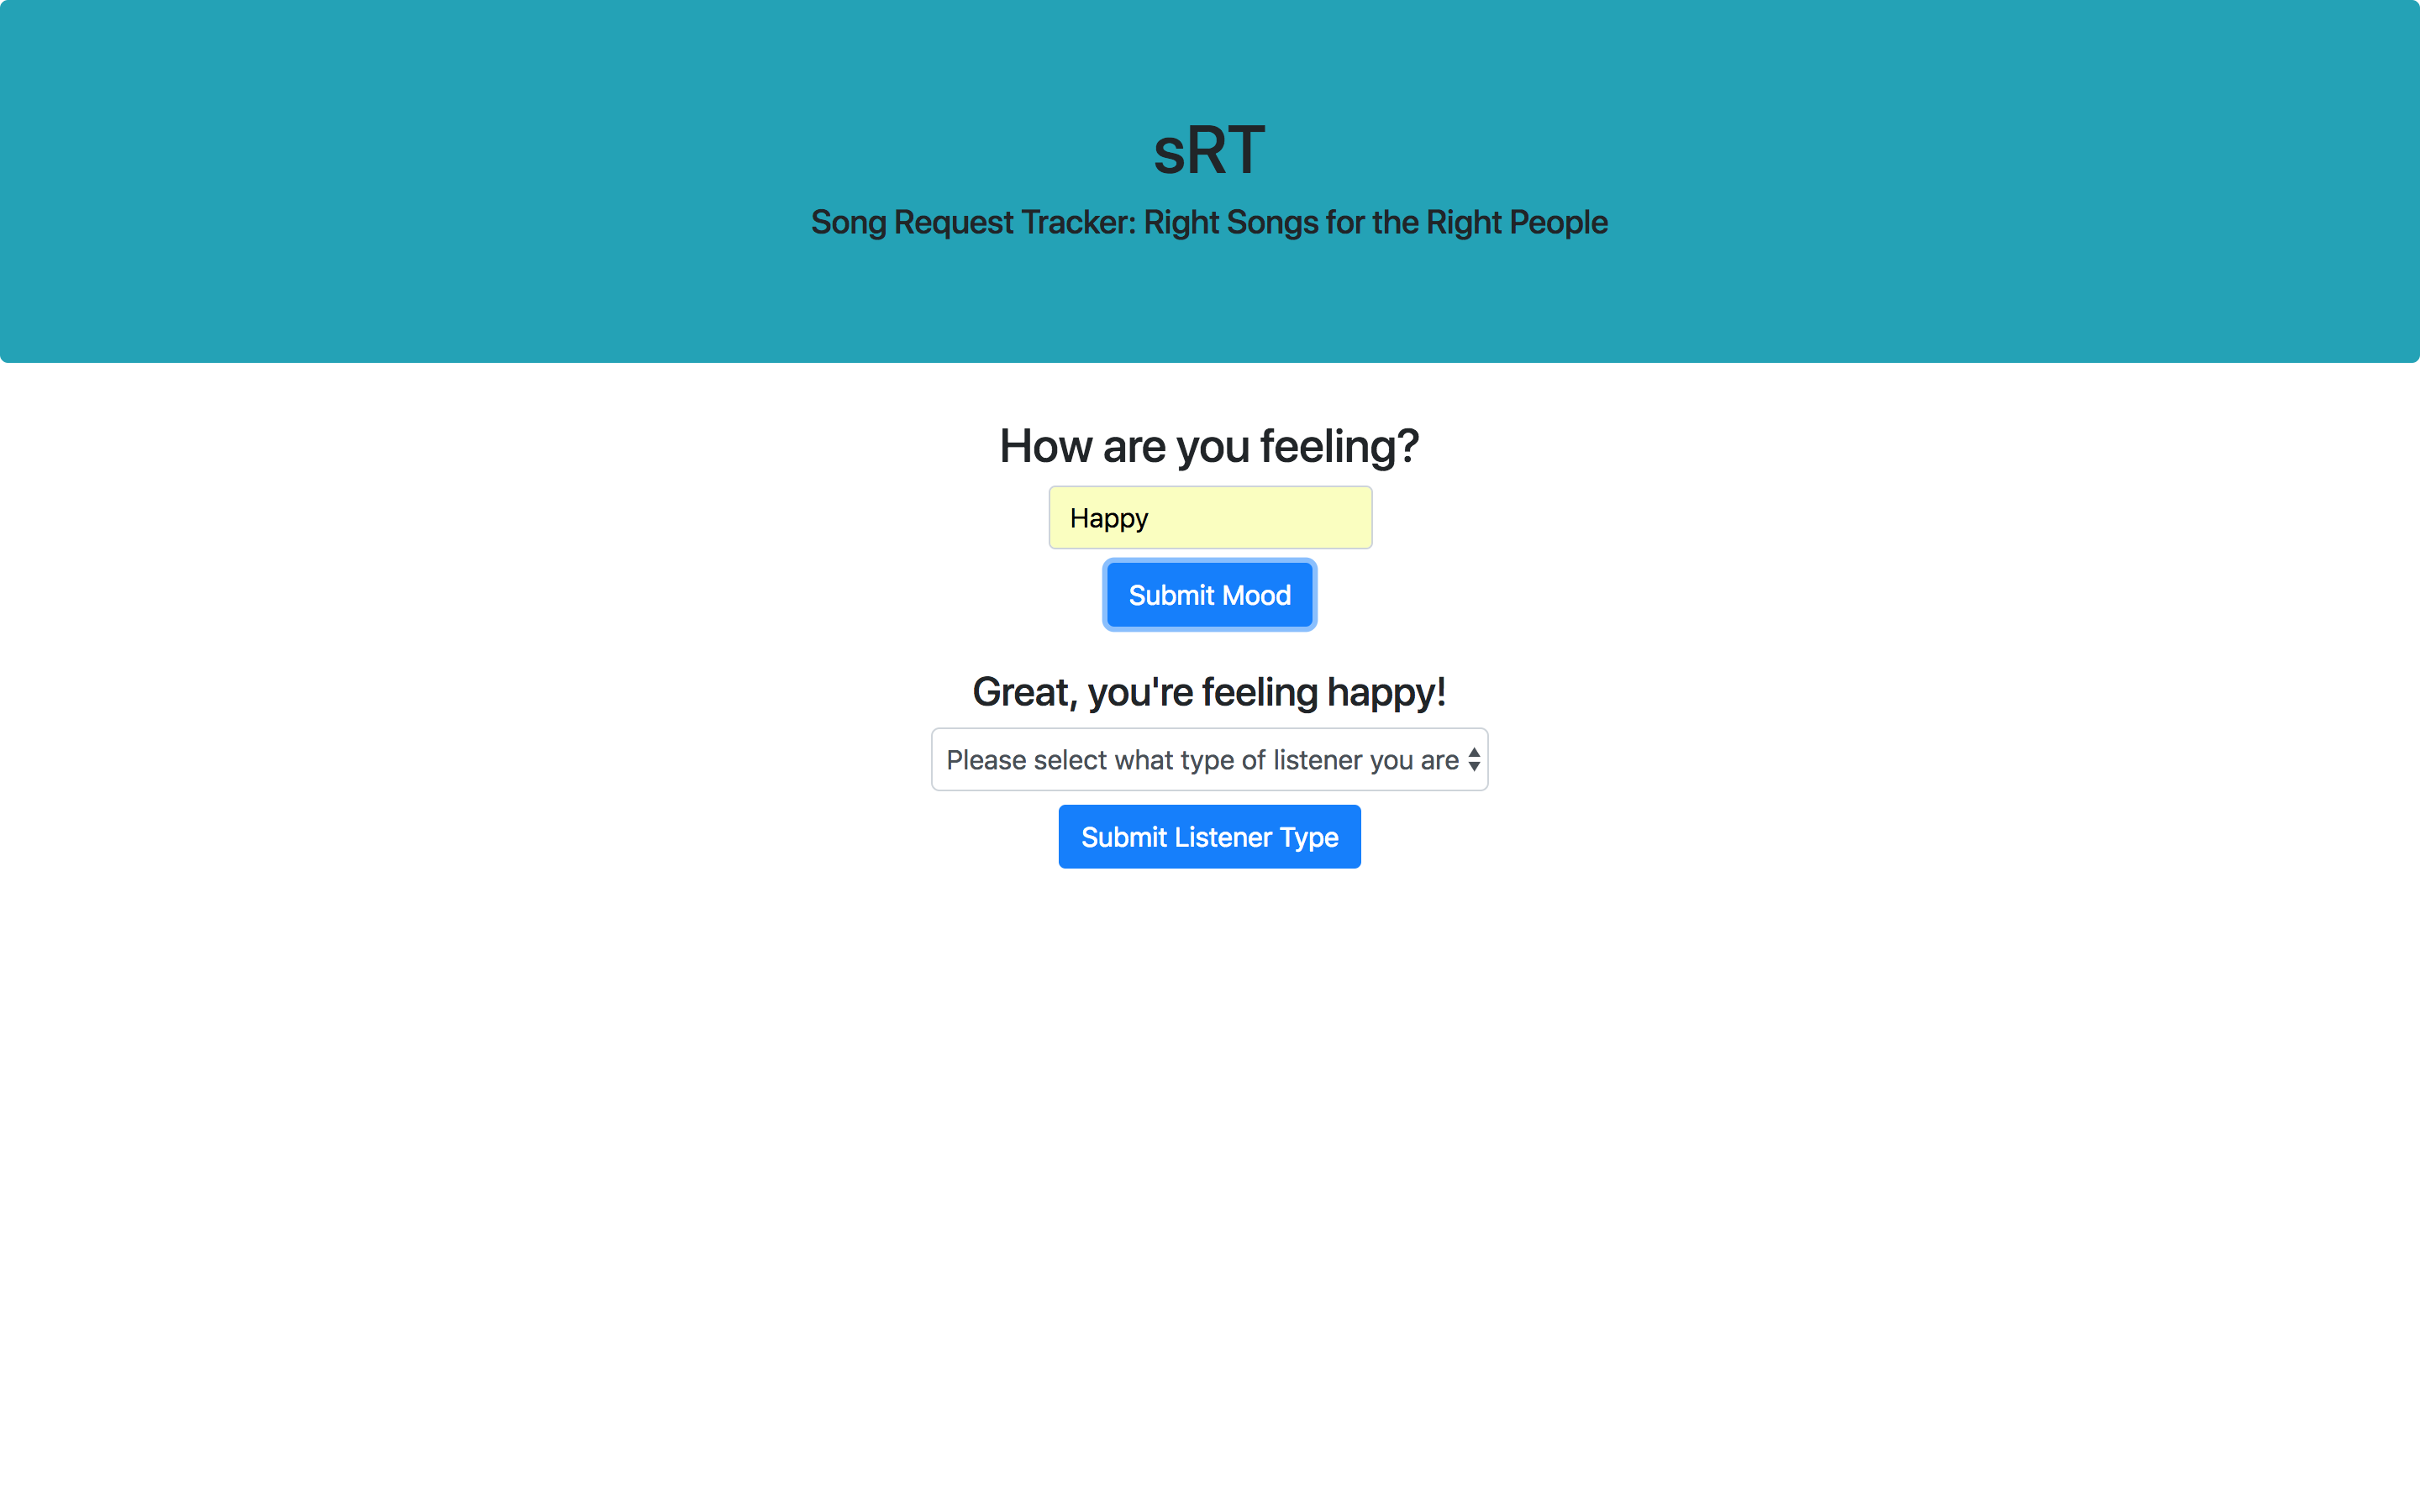 sRT
Song Request Tracker: Right Songs for the Right People
How are you feeling?
Happy
Submit Mood
Great, you're feeling happy!
Please select what type of listener you are
Submit Listener Type